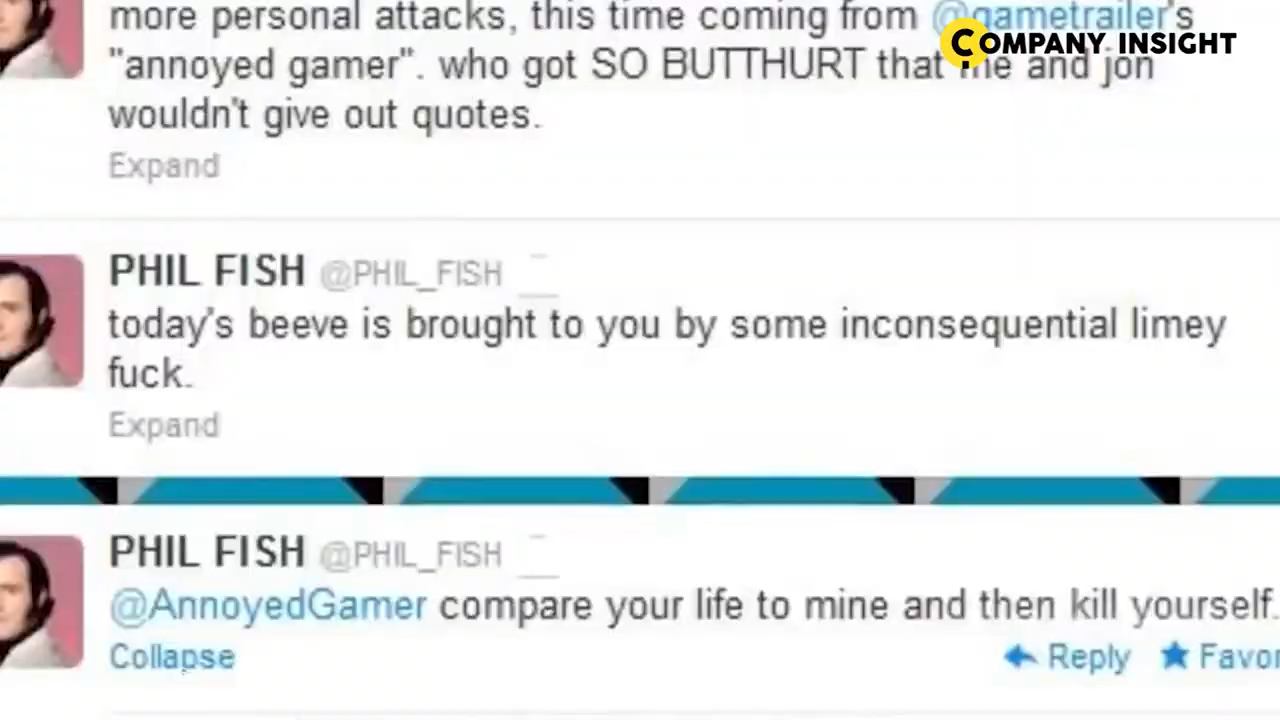 more personal attacks, this time coming from @gametrailer's
COMPANY INSIGHT
"annoyed gamer". who got SO BUTTHURT that me and jon
wouldn't give out quotes.
Expand
PHIL FISH @PHIL_FISH
today's beeve is brought to you by some inconsequential limey
fuck.
Expand
PHIL FISH @PHIL_FISH
@AnnoyedGamer compare your life to mine and then kill yourself.
Collapse Reply Favor